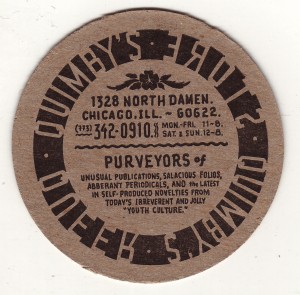 QUIMBY'S
1328 NORTH DAMEN.
CHICAGO, ILL. ~ 60622.
(773) 342-0910. MON.-FRI. 11-8.
SAT. & SUN. 12-8.
PURVEYORS of
UNUSUAL PUBLICATIONS, SALACIOUS FOLIOS,
ABBERANT PERIODICALS, AND the LATEST
IN SELF-PRODUCED NOVELTIES FROM
TODAY'S IRREVERENT AND JOLLY
"YOUTH CULTURE."
QUIMBY'S